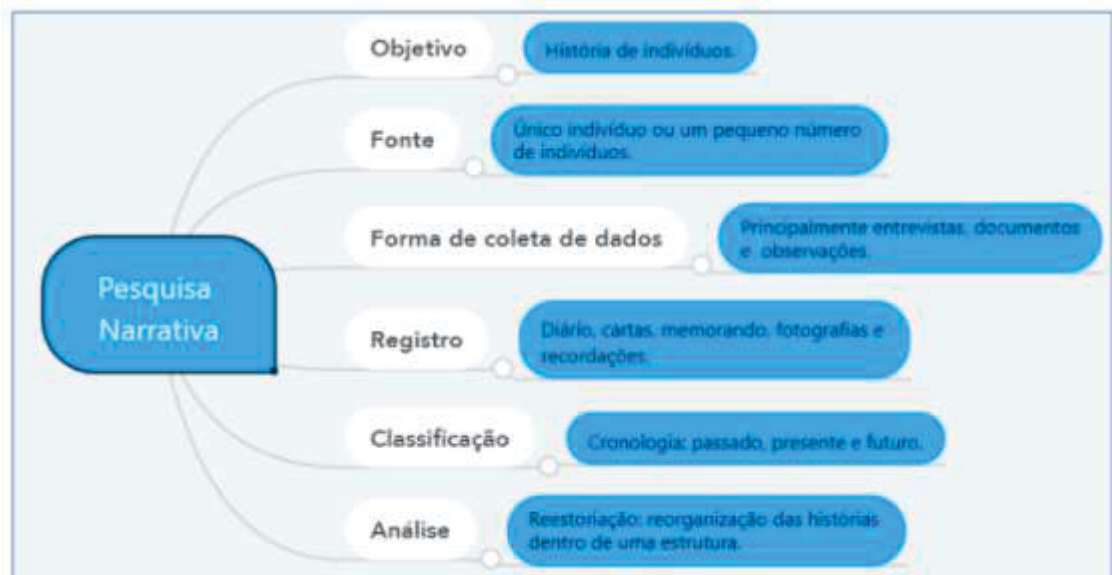 Objetivo
História de indivíduos.
Fonte
Único indivíduo ou um pequeno número
de indivíduos.
Forma de coleta de dados
Principalmente entrevistas, documentos
e observações.
Pesquisa
Narrativa
Registro
Diário, cartas, memorando, fotografias e
recordações.
Classificação
Cronologia: passado, presente e futuro.
Análise
Reestoriação: reorganização das histórias
dentro de uma estrutura.